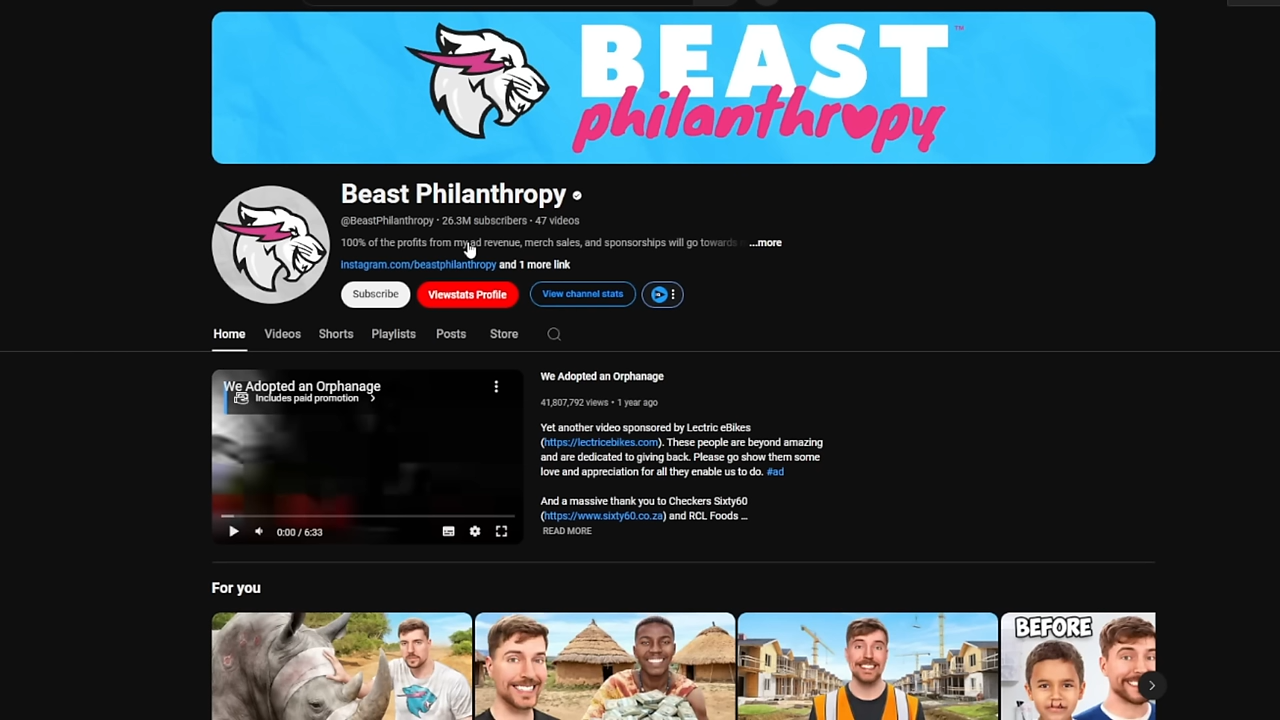 BEAST
philanthropy
™
Beast Philanthropy
@BeastPhilanthropy • 26.3M subscribers • 47 videos
100% of the profits from my ad revenue, merch sales, and sponsorships will go towards ...more
instagram.com/beastphilanthropy and 1 more link
Subscribe
Viewstats Profile
View channel stats
Home
Videos
Shorts
Playlists
Posts
Store
We Adopted an Orphanage
Includes paid promotion
0:00 / 6:33
We Adopted an Orphanage
41,807,792 views • 1 year ago
Yet another video sponsored by Lectric eBikes
(https://lectricebikes.com). These people are beyond amazing
and are dedicated to giving back. Please go show them some
love and appreciation for all they enable us to do. #ad
And a massive thank you to Checkers Sixty60
(https://www.sixty60.co.za) and RCL Foods ...
READ MORE
For you
BEFORE